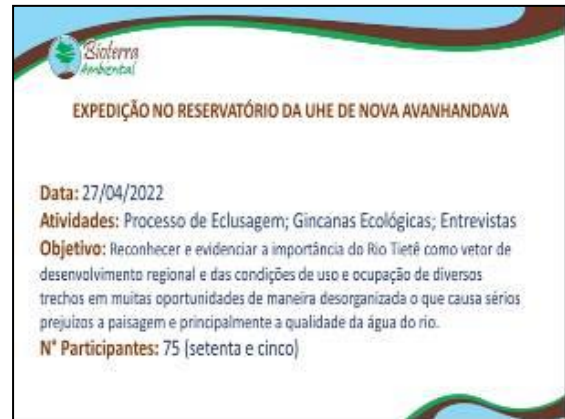 Bioterra
Ambiental
EXPEDIÇÃO NO RESERVATÓRIO DA UHE DE NOVA AVANHANDAVA
Data: 27/04/2022
Atividades: Processo de Eclusagem; Gincanas Ecológicas; Entrevistas
Objetivo: Reconhecer e evidenciar a importância do Rio Tietê como vetor de
desenvolvimento regional e das condições de uso e ocupação de diversos
trechos em muitas oportunidades de maneira desorganizada o que causa sérios
prejuízos a paisagem e principalmente a qualidade da água do rio.
N° Participantes: 75 (setenta e cinco)